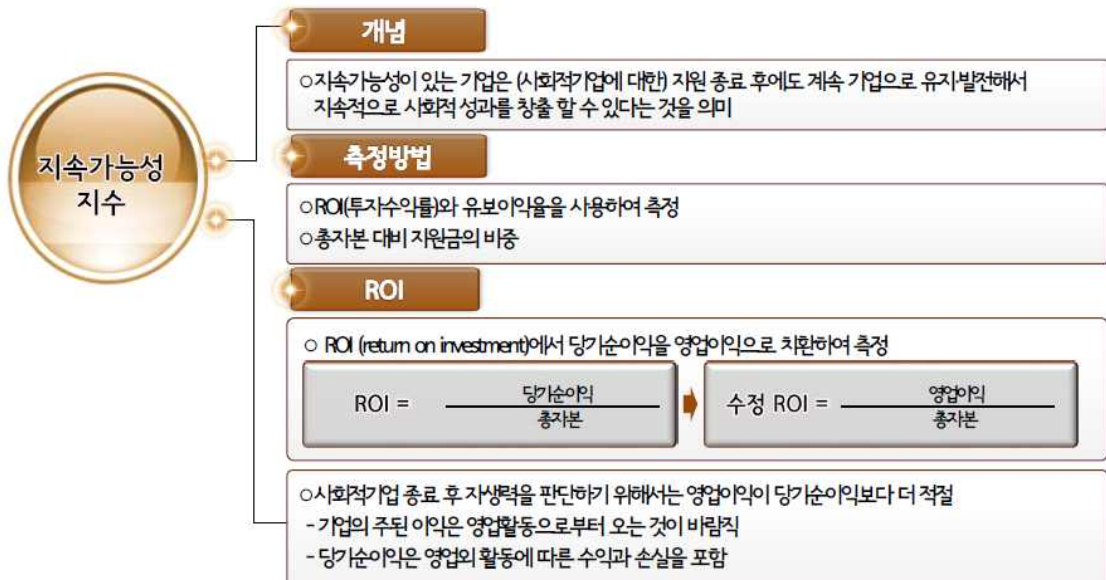 지속가능성
지수
개념
○지속가능성이 있는 기업은 (사회적기업에 대한) 지원 종료 후에도 계속 기업으로 유지·발전해서
지속적으로 사회적 성과를 창출 할 수 있다는 것을 의미
측정방법
○ROI(투자수익률)와 유보이익율을 사용하여 측정
○총자본 대비 지원금의 비중
ROI
○ ROI (return on investment)에서 당기순이익을 영업이익으로 치환하여 측정
ROI = 당기순이익
총자본
수정 ROI = 영업이익
총자본
○사회적기업 종료 후 자생력을 판단하기 위해서는 영업이익이 당기순이익보다 더 적절
- 기업의 주된 이익은 영업활동으로부터 오는 것이 바람직
- 당기순이익은 영업외 활동에 따른 수익과 손실을 포함